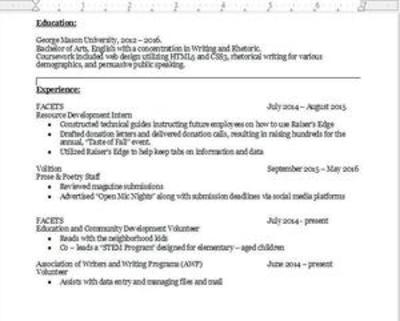 Education:
George Mason University, 2012 – 2016.
Bachelor of Arts, English with a concentration in Writing and Rhetoric.
Coursework included web design utilizing HTML5 and CSS3, rhetorical writing for various
demographics, and persuasive public speaking.
Experience:
FACETS July 2014 – August 2015
Resource Development Intern
• Constructed technical guides instructing future employees on how to use Raiser's Edge
• Drafted donation letters and delivered donation calls, resulting in raising hundreds for the
annual, "Taste of Fall" event.
• Utilized Raiser's Edge to help keep tabs on information and data
Volition September 2015 – May 2016
Prose & Poetry Staff
• Reviewed magazine submissions
• Advertised "Open Mic Nights" along with submission deadlines via social media platforms
FACETS July 2014 - present
Education and Community Development Volunteer
• Reads with the neighborhood kids
• Co – leads a "STEM Program" designed for elementary – aged children
Association of Writers and Writing Programs (AWP) June 2014 – present
Volunteer
• Assists with data entry and managing files and mail